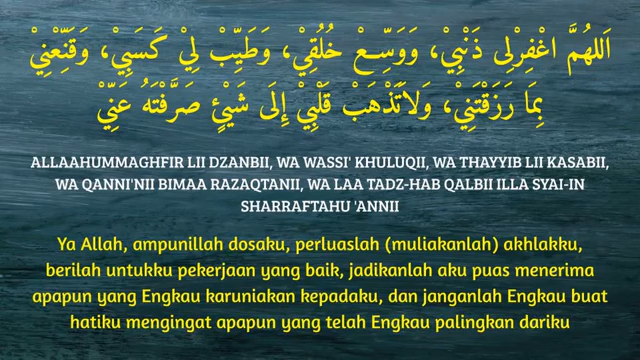 اَللهُمَّ اغْفِرْلِى ذَنْبِيْ، وَوَسِّعْ خُلُقِيْ، وَطَيِّبْ لِيْ كَسَبِيْ، وَقَنِّعْنِيْ
بِمَا رَزَقْتَنِيْ، وَلاَتَذْهَبْ قَلْبِيْ إِلَى شَيْئٍ صَرَّفْتَهُ عَنِّيْ
ALLAAHUMMAGHFIR LII DZANBII, WA WASSI' KHULUQII, WA THAYYIB LII KASABII,
WA QANNI'NII BIMAA RAZAQTANII, WA LAA TADZ-HAB QALBII ILLA SYAI-IN
SHARRAFTAHU 'ANNII
Ya Allah, ampunillah dosaku, perluaslah (muliakanlah) akhlakku,
berilah untukku pekerjaan yang baik, jadikanlah aku puas menerima
apapun yang Engkau karuniakan kepadaku, dan janganlah Engkau buat
hatiku mengingat apapun yang telah Engkau palingkan dariku